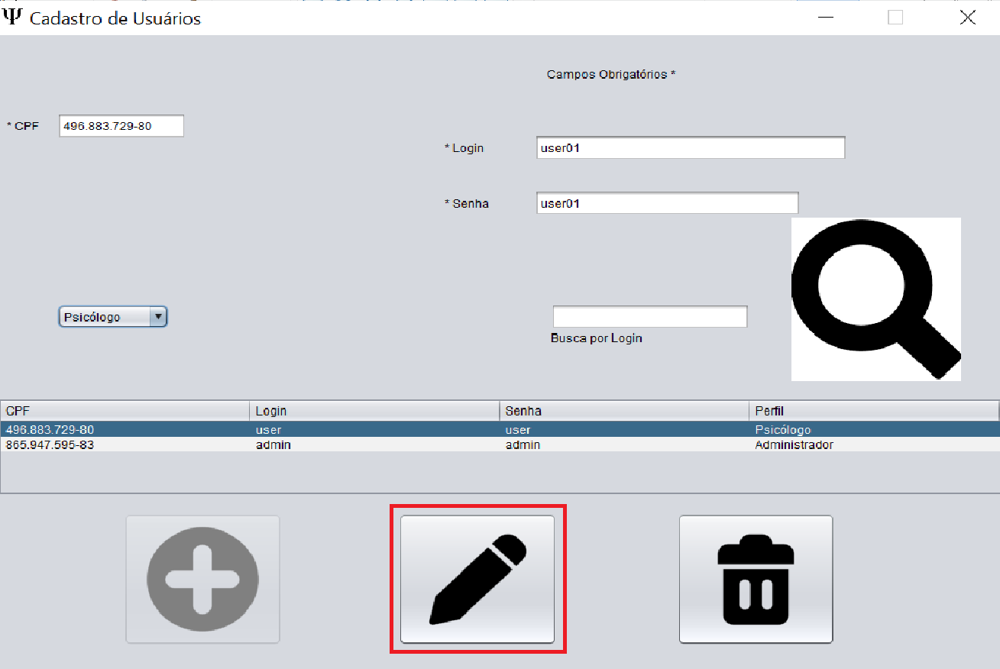 Ψ Cadastro de Usuários
Campos Obrigatórios *
* CPF 496.883.729-80
* Login user01
* Senha user01
Psicólogo
Busca por Login
CPF Login Senha Perfil
496.883.729-80 user user Psicólogo
865.947.595-83 admin admin Administrador